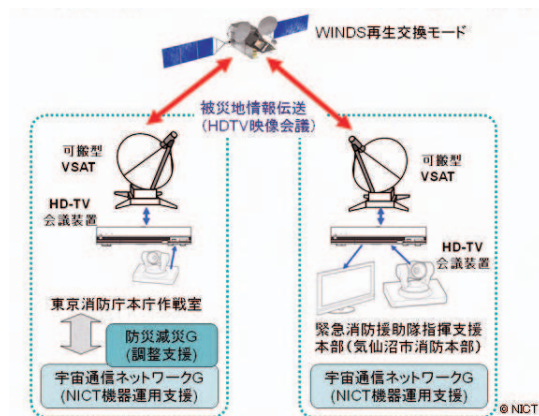 WINDS再生交換モード
被災地情報伝送
(HDTV映像会議)
可搬型
VSAT
HD-TV
会議装置
東京消防庁本庁作戦室
防災減災G
(調整支援)
宇宙通信ネットワークG
(NICT機器運用支援)
可搬型
VSAT
HD-TV
会議装置
緊急消防援助隊指揮支援
本部(気仙沼市消防本部)
宇宙通信ネットワークG
(NICT機器運用支援)
© NICT